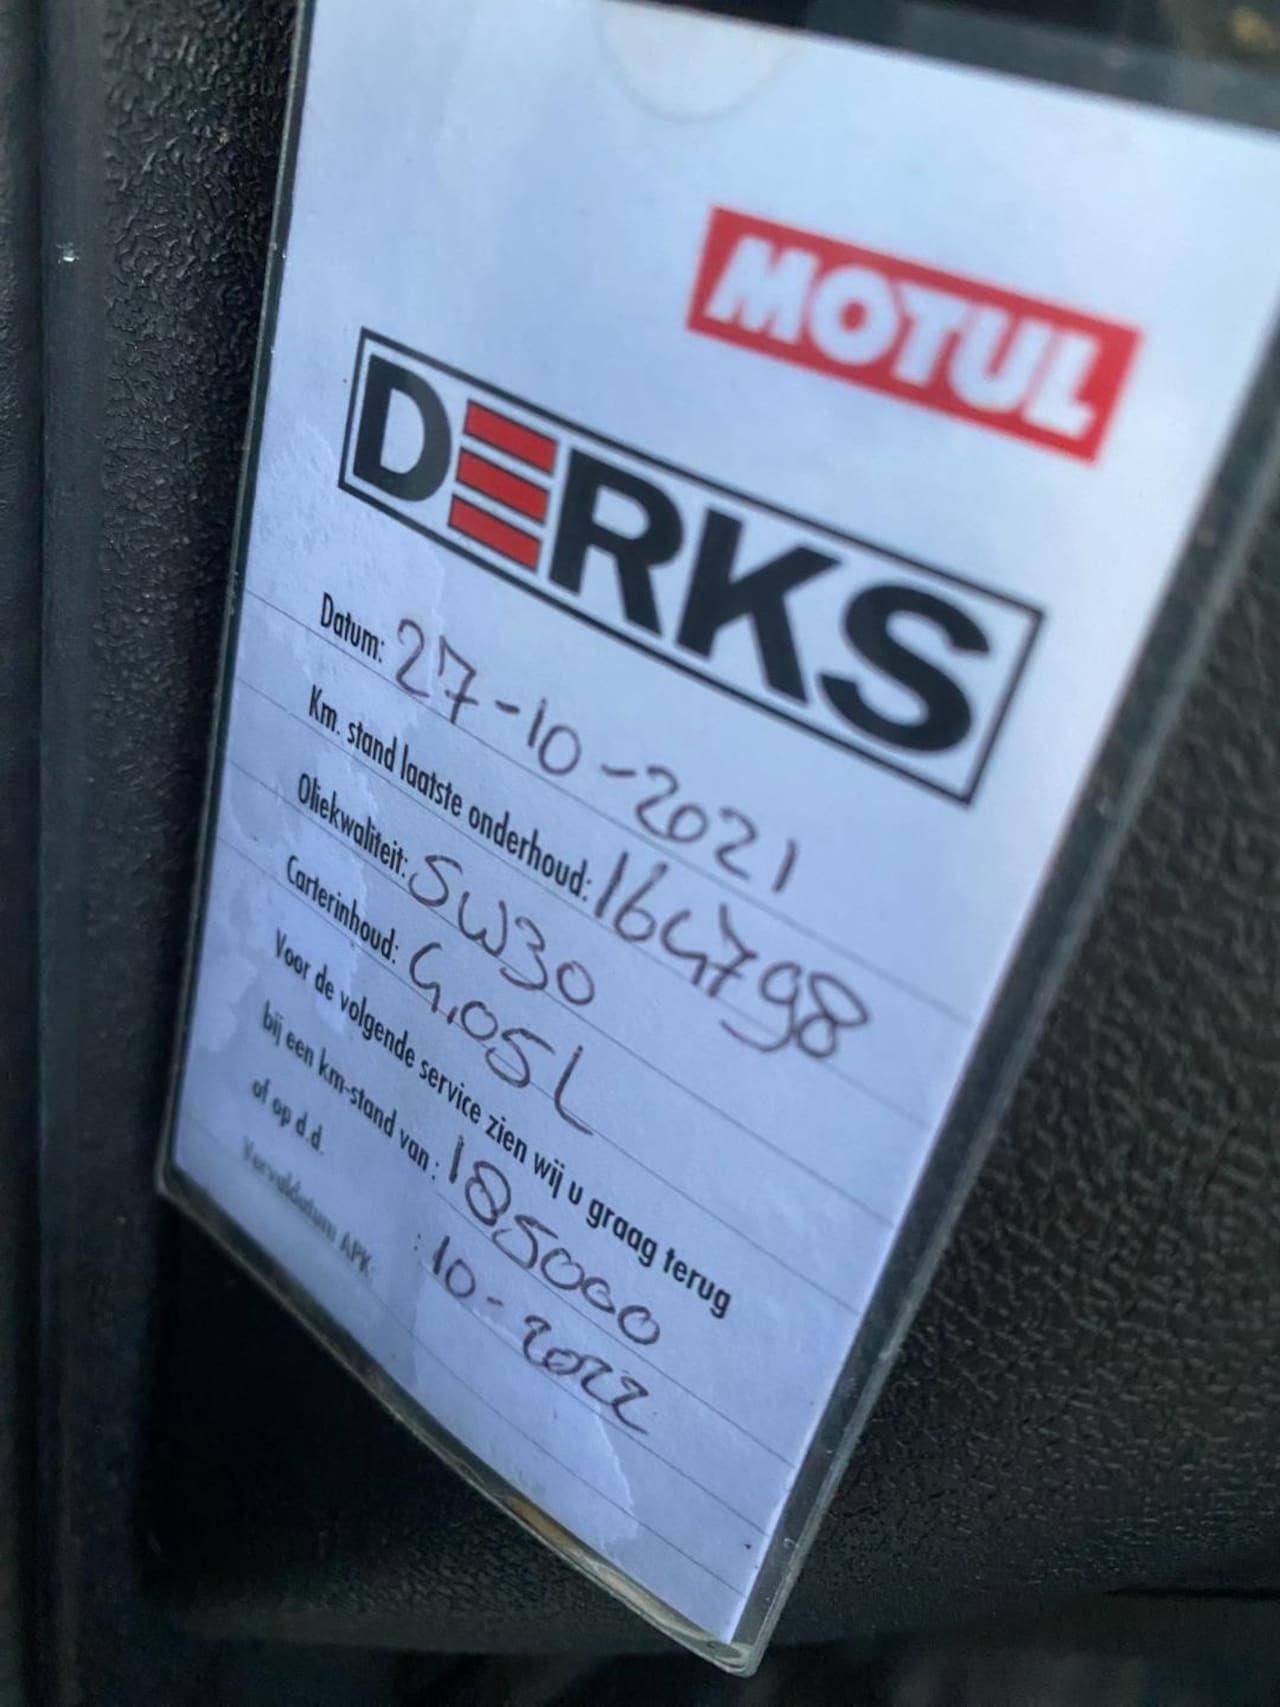 MOTUL
DERKS
Datum: 27-10-2021
Km. stand laatste onderhoud: 164798
Oliekwaliteit: 5W30
Carterinhoud: 4,05L
Voor de volgende service zien wij u graag terug
bij een km-stand van: 185000
of op d.d. : 10-2022
Vervaldatum APK: